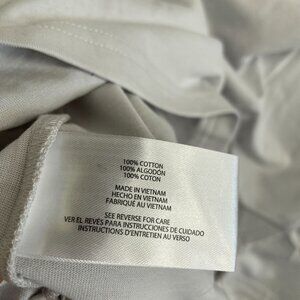 100% COTTON
100% ALGODÓN
100% COTON
MADE IN VIETNAM
HECHO EN VIETNAM
FABRIQUÉ AU VIETNAM
SEE REVERSE FOR CARE
VER EL REVÉS PARA INSTRUCCIONES DE CUIDADO
INSTRUCTIONS D'ENTRETIEN AU VERSO